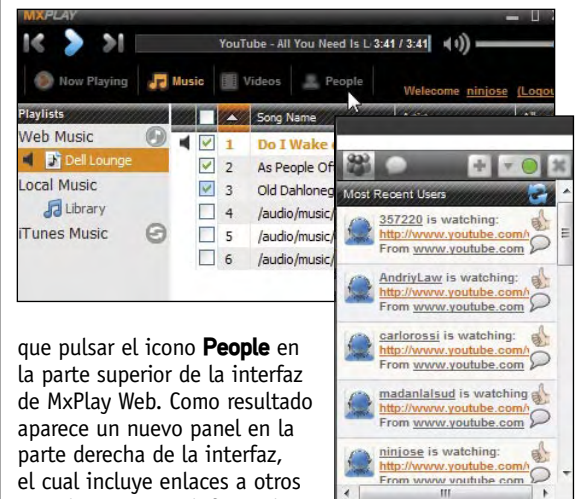 MXPLAY
YouTube - All You Need Is L 3:41 / 3:41
Now Playing Music Videos People
Welcome ninjose (Logou
Playlists
Song Name
Web Music
Dell Lounge
Local Music
Library
iTunes Music
1 Do I Wake
2 As People Of
3 Old Dahloneg
4 /audio/music/
5 /audio/music/
6 /audio/music/
Most Recent Users
357220 is watching:
http://www.youtube.com/
From www.youtube.com
AndriyLaw is watching:
http://www.youtube.com/
From www.youtube.com
carlorossi is watching:
http://www.youtube.com/
From www.youtube.com
madanlalsud is watching
http://www.youtube.com/
From www.youtube.com
ninjose is watching:
http://www.youtube.com/
From www.youtube.com
que pulsar el icono People en
la parte superior de la interfaz
de MxPlay Web. Como resultado
aparece un nuevo panel en la
parte derecha de la interfaz,
el cual incluye enlaces a otros